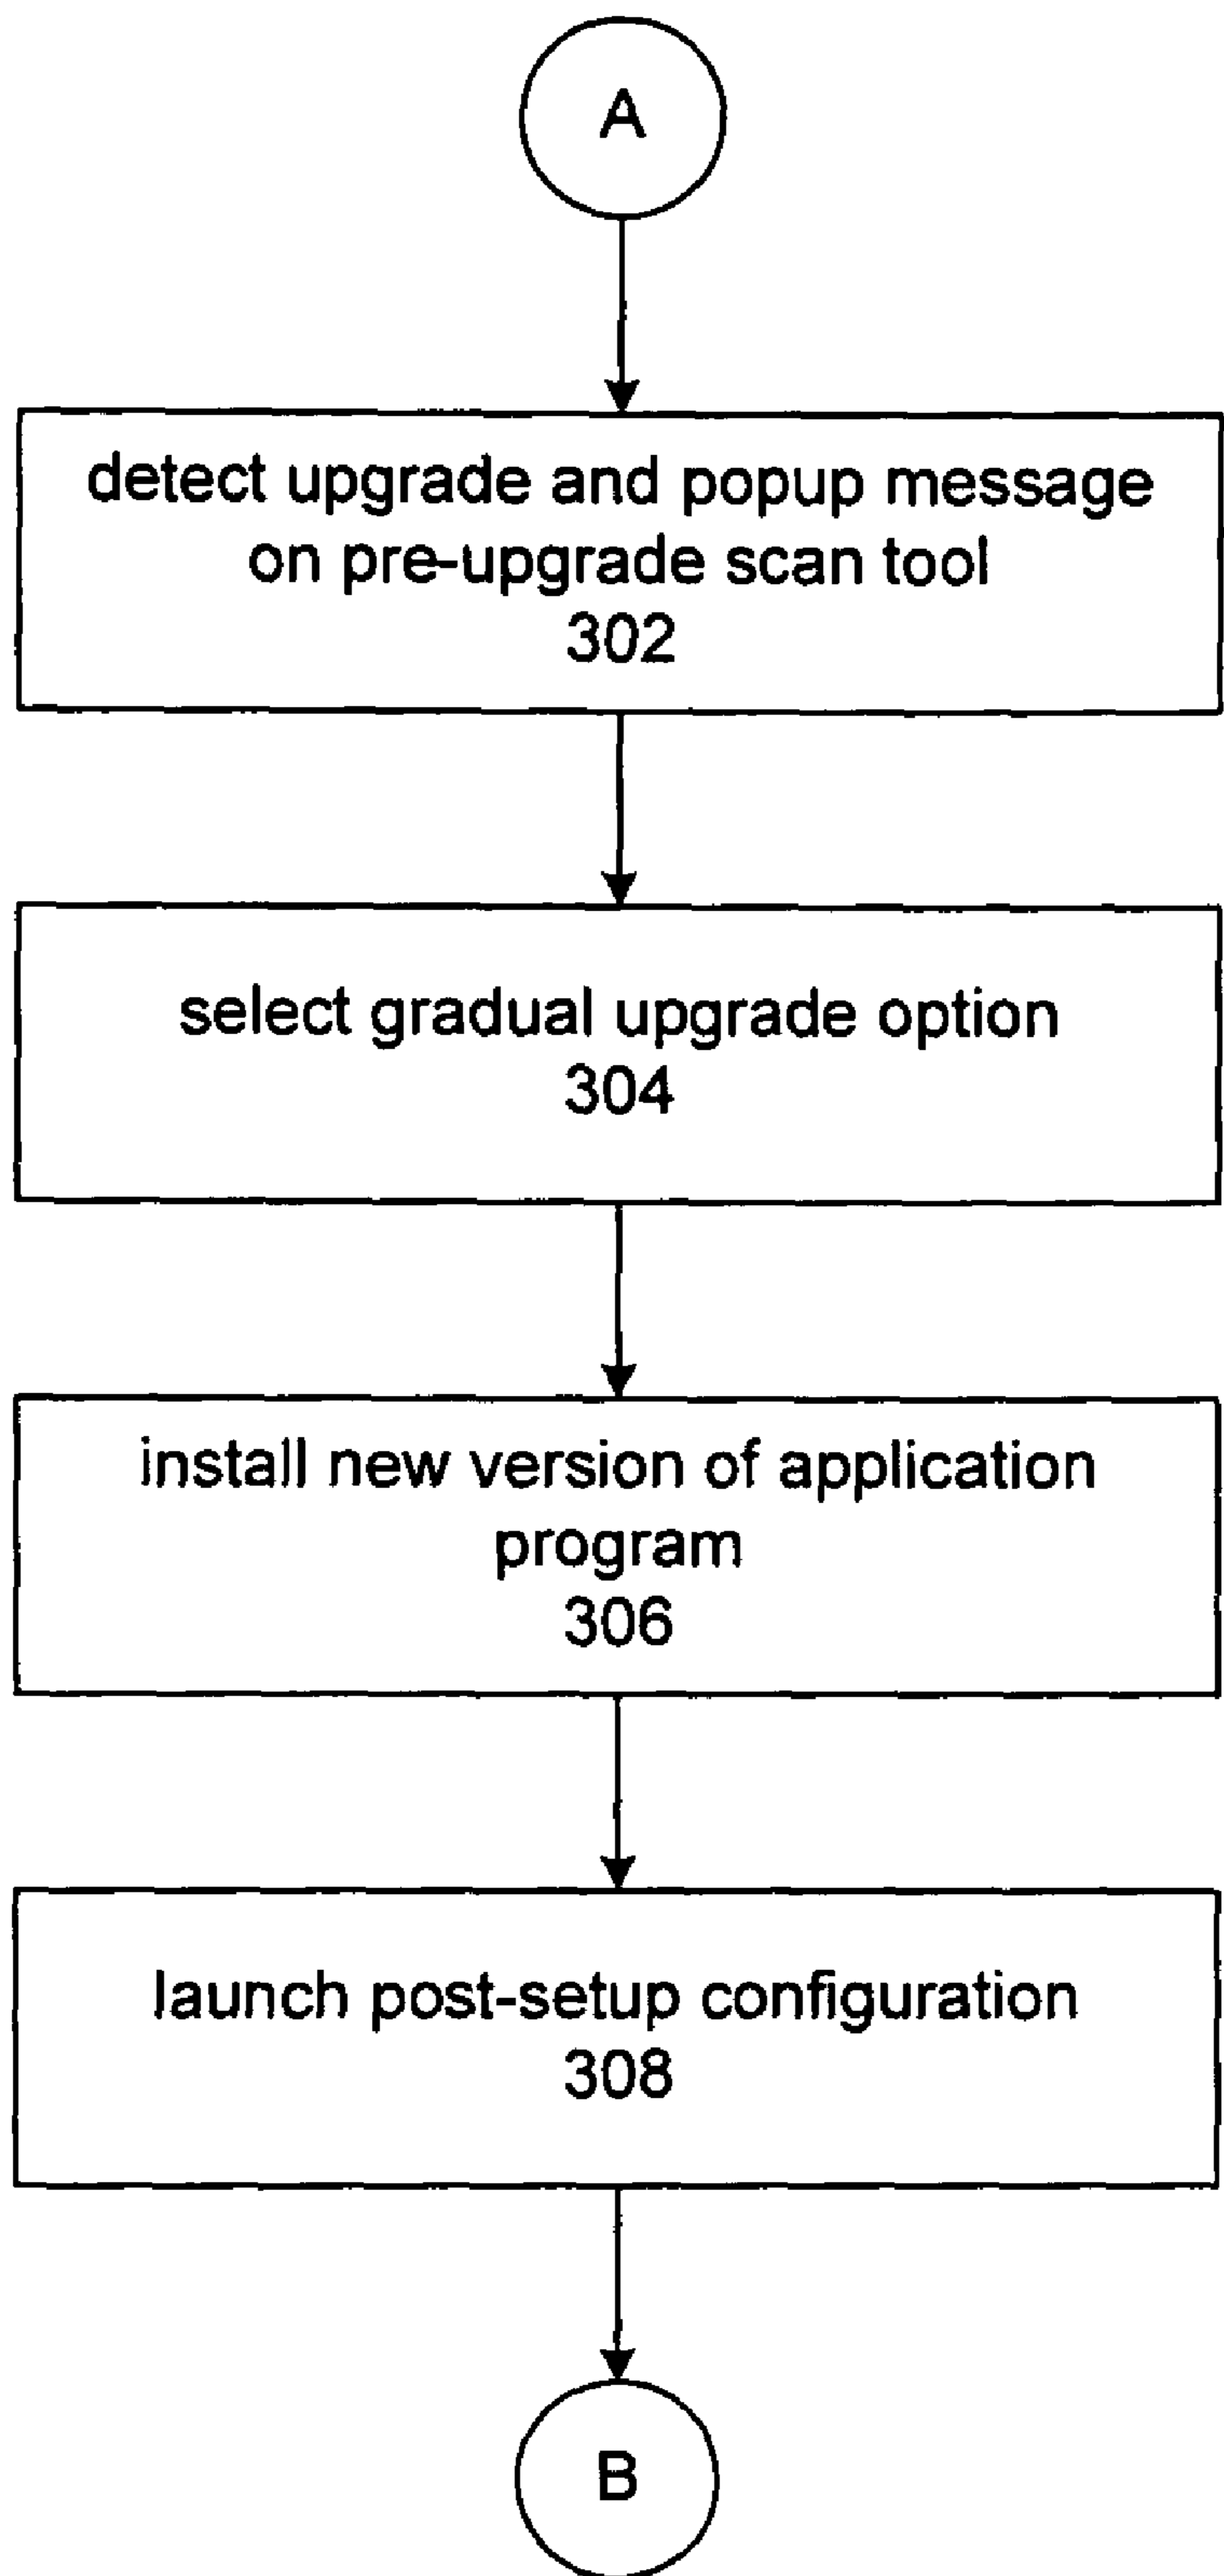 A
detect upgrade and popup message
on pre-upgrade scan tool
302
select gradual upgrade option
304
install new version of application
program
306
launch post-setup configuration
308
B